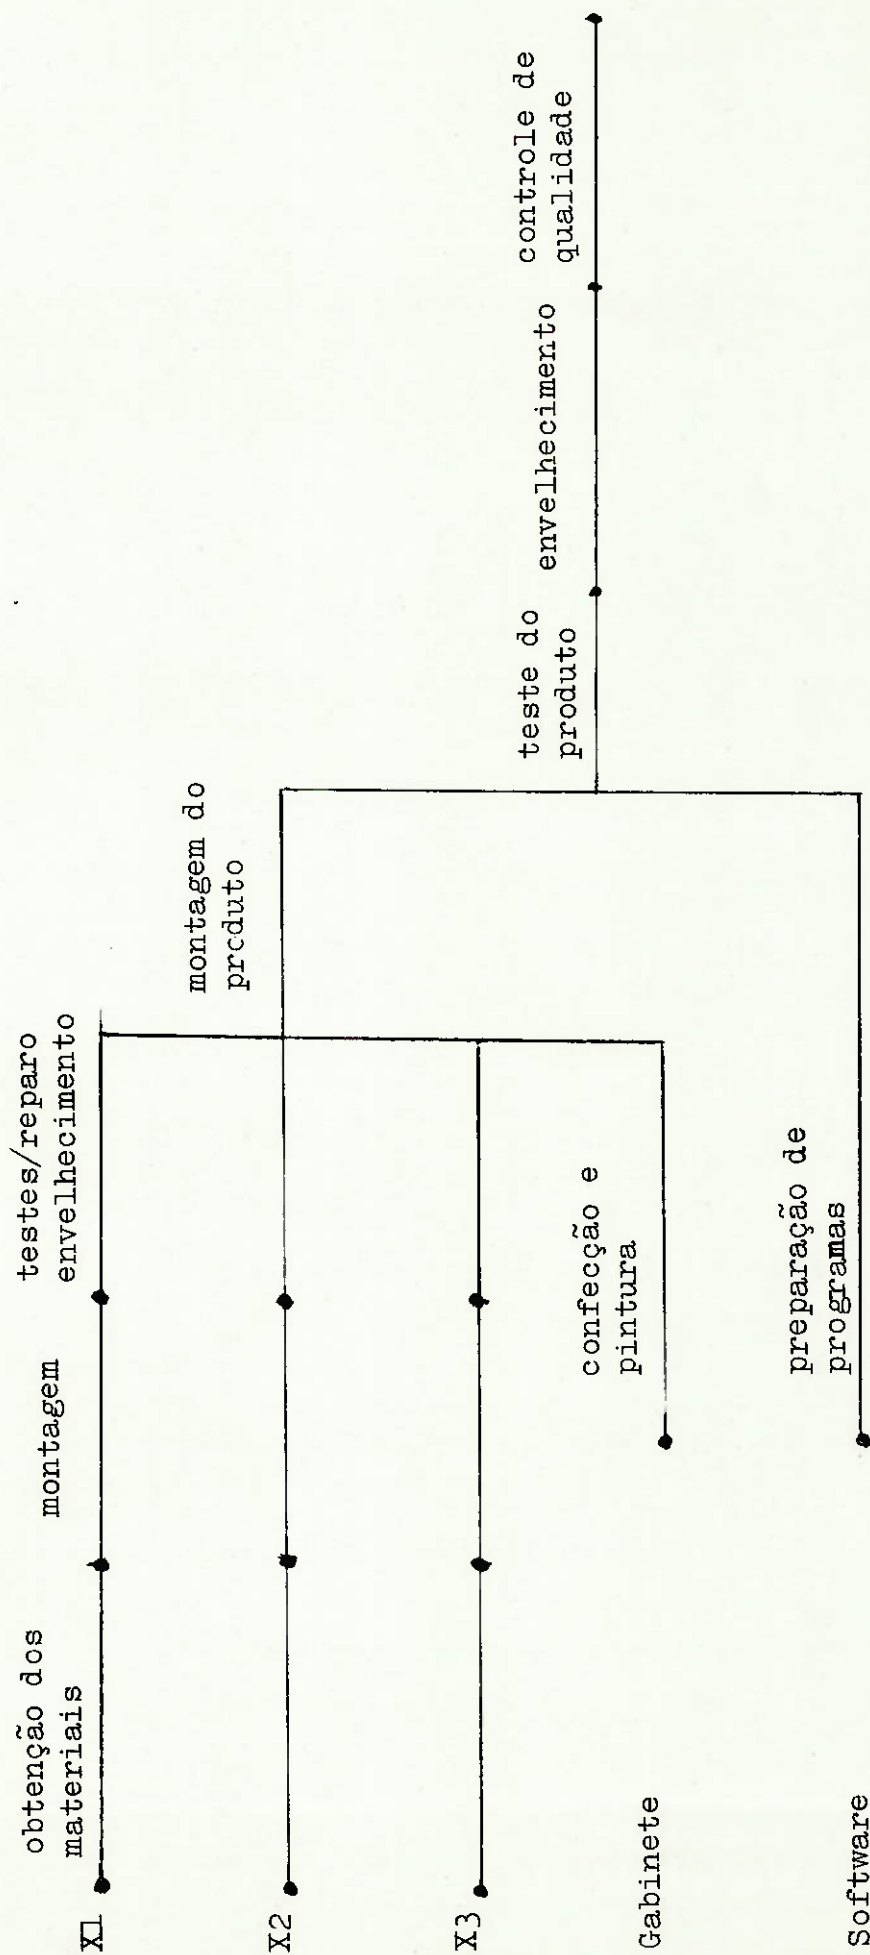 X1
obtenção dos
materiais
montagem
testes/reparo
envelhecimento
X2
montagem do
prcduto
X3
teste do
produto
envelhecimento
controle de
qualidade
Gabinete
confecção e
pintura
Software
preparação de
programas